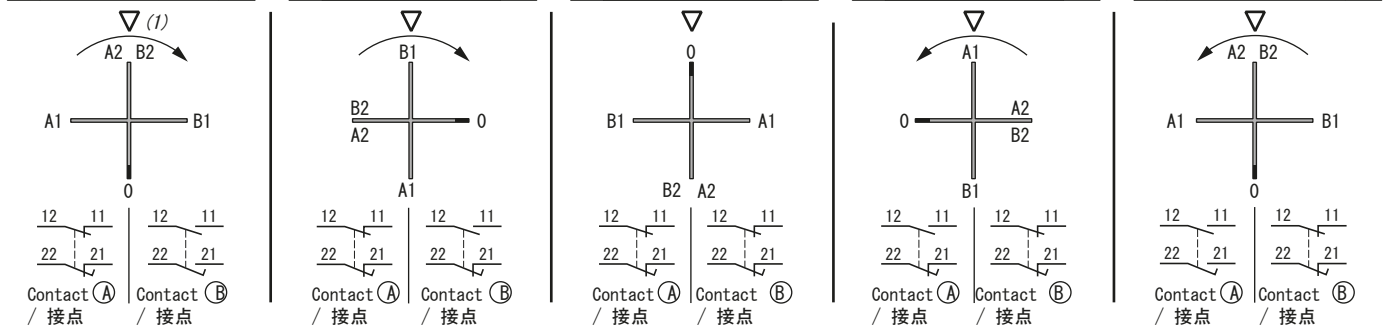 (1)
A2 B2
A1 B1
0
12 11 12 11
22 21 22 21
Contact Ⓐ Contact Ⓑ
/ 接点 / 接点
B1
B2
A2
0
A1
12 11 12 11
22 21 22 21
Contact Ⓐ Contact Ⓑ
/ 接点 / 接点
0
B1 A1
B2 A2
12 11 12 11
22 21 22 21
Contact Ⓐ Contact Ⓑ
/ 接点 / 接点
A1
0
A2
B2
B1
12 11 12 11
22 21 22 21
Contact Ⓐ Contact Ⓑ
/ 接点 / 接点
A2 B2
A1 B1
0
12 11 12 11
22 21 22 21
Contact Ⓐ Contact Ⓑ
/ 接点 / 接点